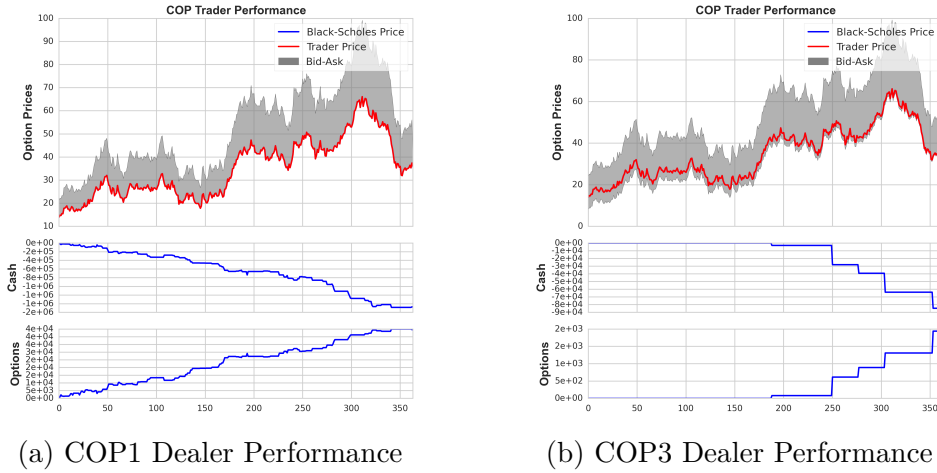 COP Trader Performance
100
90
80
70
60
50
40
30
20
10
Option Prices
Black-Scholes Price
Trader Price
Bid-Ask
0e+00
-2e+05
-4e+05
-6e+05
-8e+05
-1e+06
-1e+06
-1e+06
-2e+06
Cash
4e+04
4e+04
3e+04
2e+04
2e+04
2e+04
1e+04
5e+03
0e+00
Options
0 50 100 150 200 250 300 350
(a) COP1 Dealer Performance
COP Trader Performance
100
80
60
40
20
0
Option Prices
Black-Scholes Price
Trader Price
Bid-Ask
0e+00
-1e+04
-2e+04
-3e+04
-4e+04
-5e+04
-6e+04
-7e+04
-8e+04
-9e+04
Cash
2e+03
1e+03
1e+03
5e+02
0e+00
Options
0 50 100 150 200 250 300 350
(b) COP3 Dealer Performance